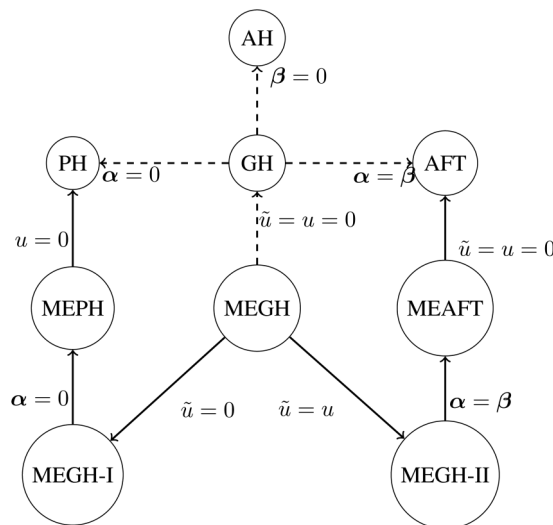 AH
𝜷 = 0
PH
GH
AFT
𝜶 = 0
𝜶 = 𝜷
u = 0
ũ = u = 0
ũ = u = 0
MEPH
MEGH
MEAFT
𝜶 = 0
ũ = 0
ũ = u
𝜶 = 𝜷
MEGH-I
MEGH-II